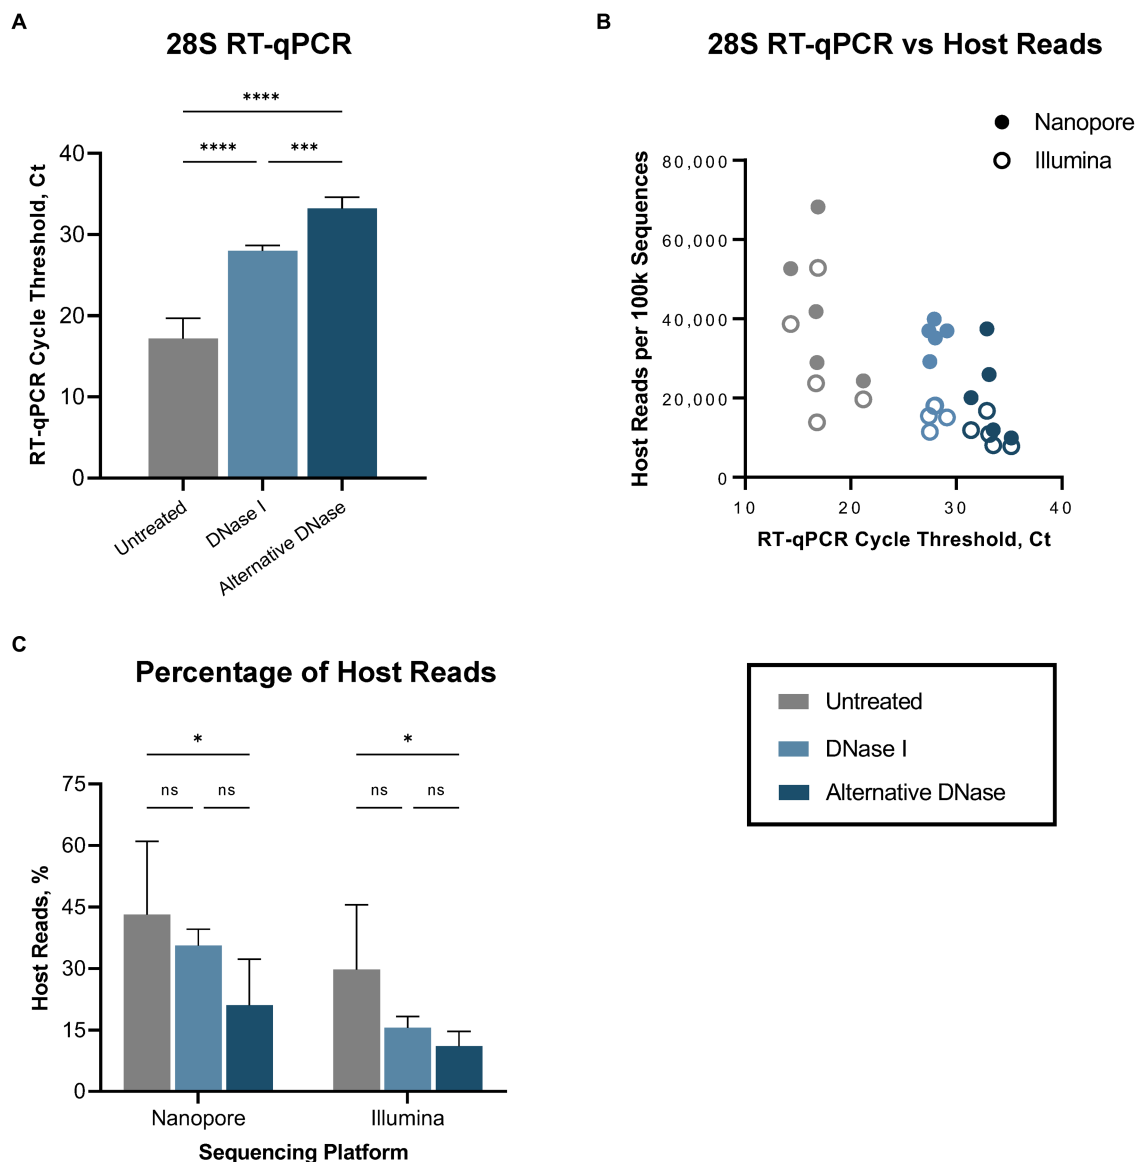 A
28S RT-qPCR
****
****
***
RT-qPCR Cycle Threshold, Ct
40
30
20
10
0
Untreated
DNase I
Alternative DNase
B
28S RT-qPCR vs Host Reads
Nanopore
Illumina
Host Reads per 100k Sequences
80,000
60,000
40,000
20,000
0
10
20
30
40
RT-qPCR Cycle Threshold, Ct
C
Percentage of Host Reads
*
*
ns
ns
ns
ns
Host Reads, %
75
60
45
30
15
0
Nanopore
Illumina
Sequencing Platform
Untreated
DNase I
Alternative DNase